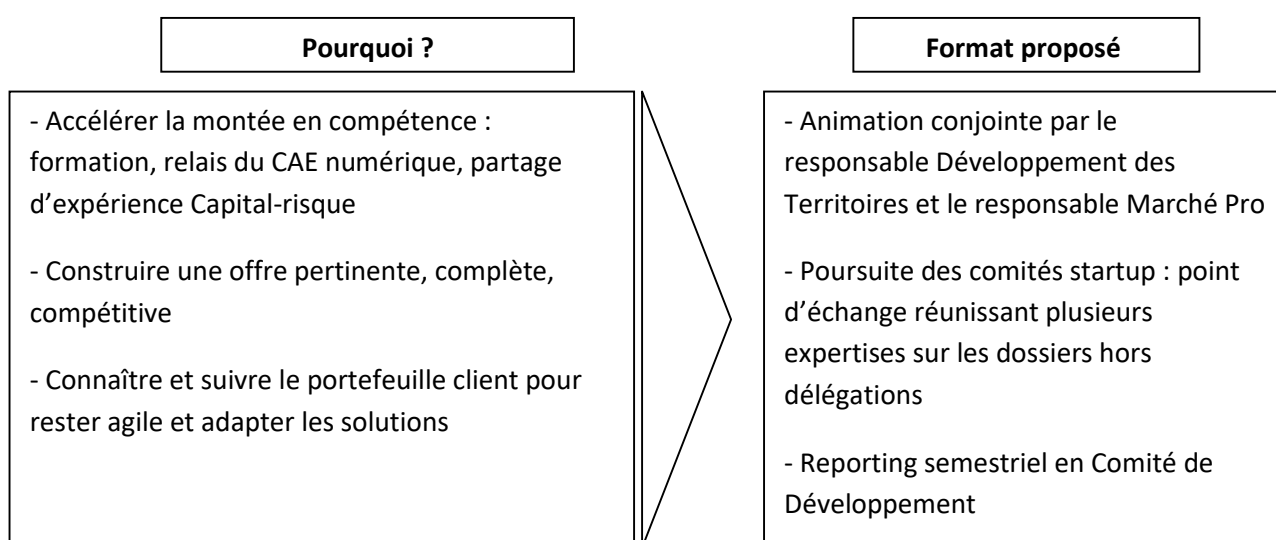 Pourquoi ?
- Accélérer la montée en compétence :
formation, relais du CAE numérique, partage
d’expérience Capital-risque
- Construire une offre pertinente, complète,
compétitive
- Connaître et suivre le portefeuille client pour
rester agile et adapter les solutions
Format proposé
- Animation conjointe par le
responsable Développement des
Territoires et le responsable Marché Pro
- Poursuite des comités startup : point
d’échange réunissant plusieurs
expertises sur les dossiers hors
délégations
- Reporting semestriel en Comité de
Développement